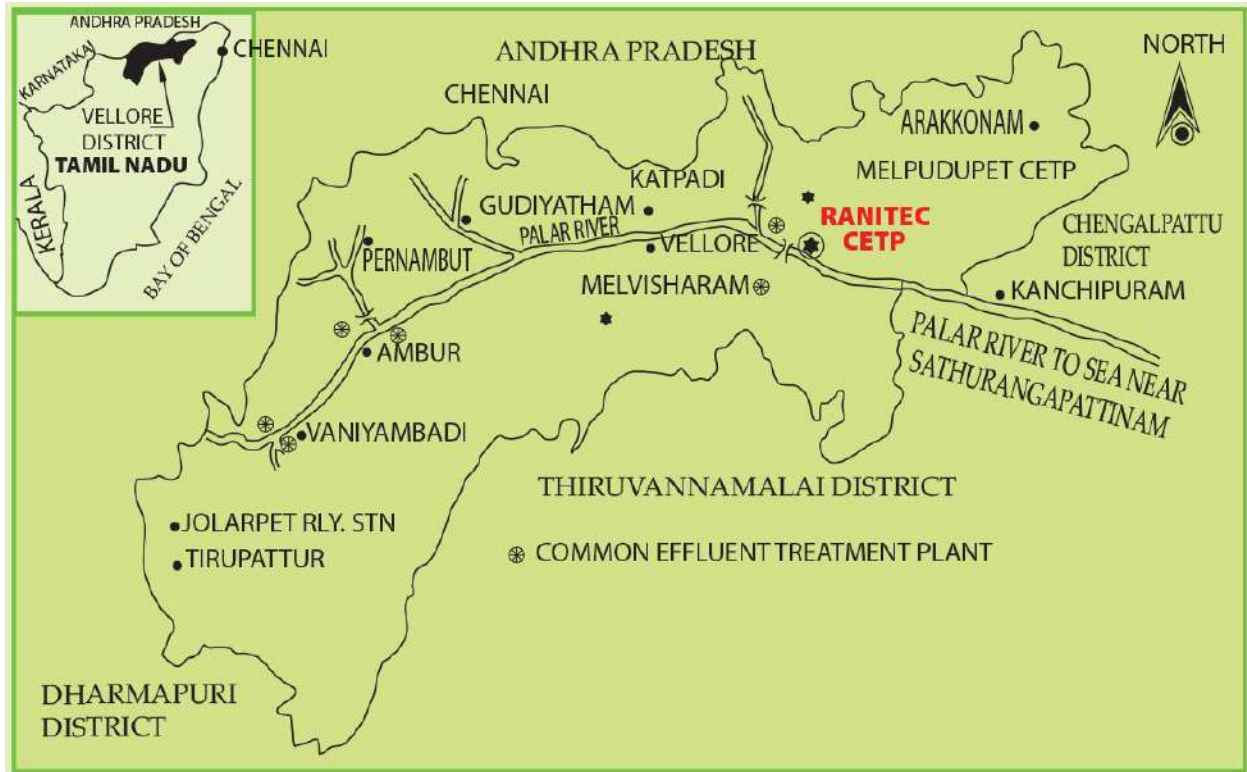 ANDHRA PRADESH
CHENNAI
KARNATAKA
VELLORE
DISTRICT
TAMIL NADU
KERALA
BAY OF BENGAL
ANDHRA PRADESH
CHENNAI
NORTH
ARAKKONAM
MELPUDUPET CETP
KATPADI
GUDIYATHAM
PALAR RIVER
RANITEC
CETP
CHENGALPATTU
DISTRICT
VELLORE
PERNAMBUT
MELVISHARAM
KANCHIPURAM
AMBUR
PALAR RIVER TO SEA NEAR
SATHURANGAPATTINAM
VANIYAMBADI
THIRUVANNAMALAI DISTRICT
JOLARPET RLY. STN
COMMON EFFLUENT TREATMENT PLANT
TIRUPATTUR
DHARMAPURI
DISTRICT